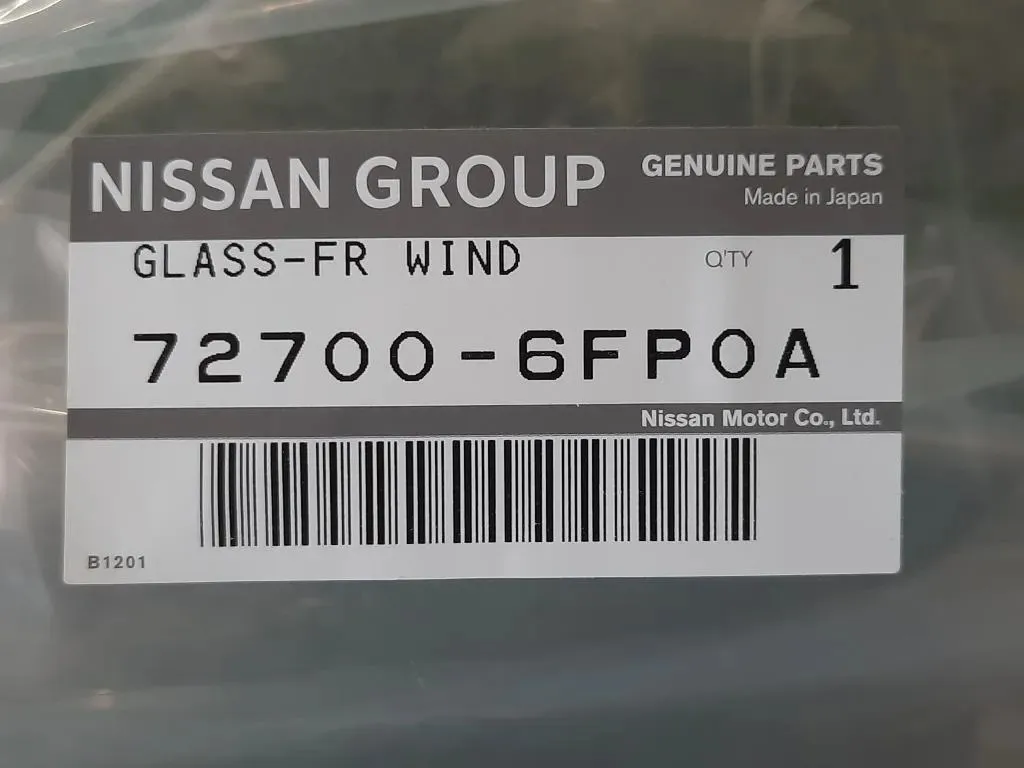 NISSAN GROUP
GENUINE PARTS
Made in Japan
GLASS-FR WIND
Q'TY 1
72700-6FP0A
Nissan Motor Co., Ltd.
B1201